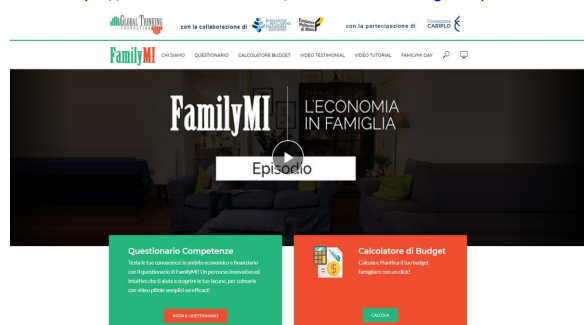 GLOBAL THINKING
FOUNDATION
con la collaborazione di
Fondazione
Politecnico
di Milano
con la partecipazione di
Fondazione
CARIPLO
FamilyMI
CHI SIAMO
QUESTIONARIO
CALCOLATORE BUDGET
VIDEO TESTIMONIAL
VIDEO TUTORIAL
FAMILYMI DAY
FamilyMI
L'ECONOMIA
IN FAMIGLIA
Episodio
Questionario Competenze
Testa le tue conoscenze in ambito economico e finanziario
con il questionario di FamilyMI! Un percorso innovativo ed
intuitivo che ti aiuta a scoprire le tue lacune, per colmarle
con video pillole semplici ed efficaci!
INIZIA IL QUESTIONARIO
Calcolatore di Budget
Calcola e Pianifica il tuo budget
famigliare con un click!
CALCOLA